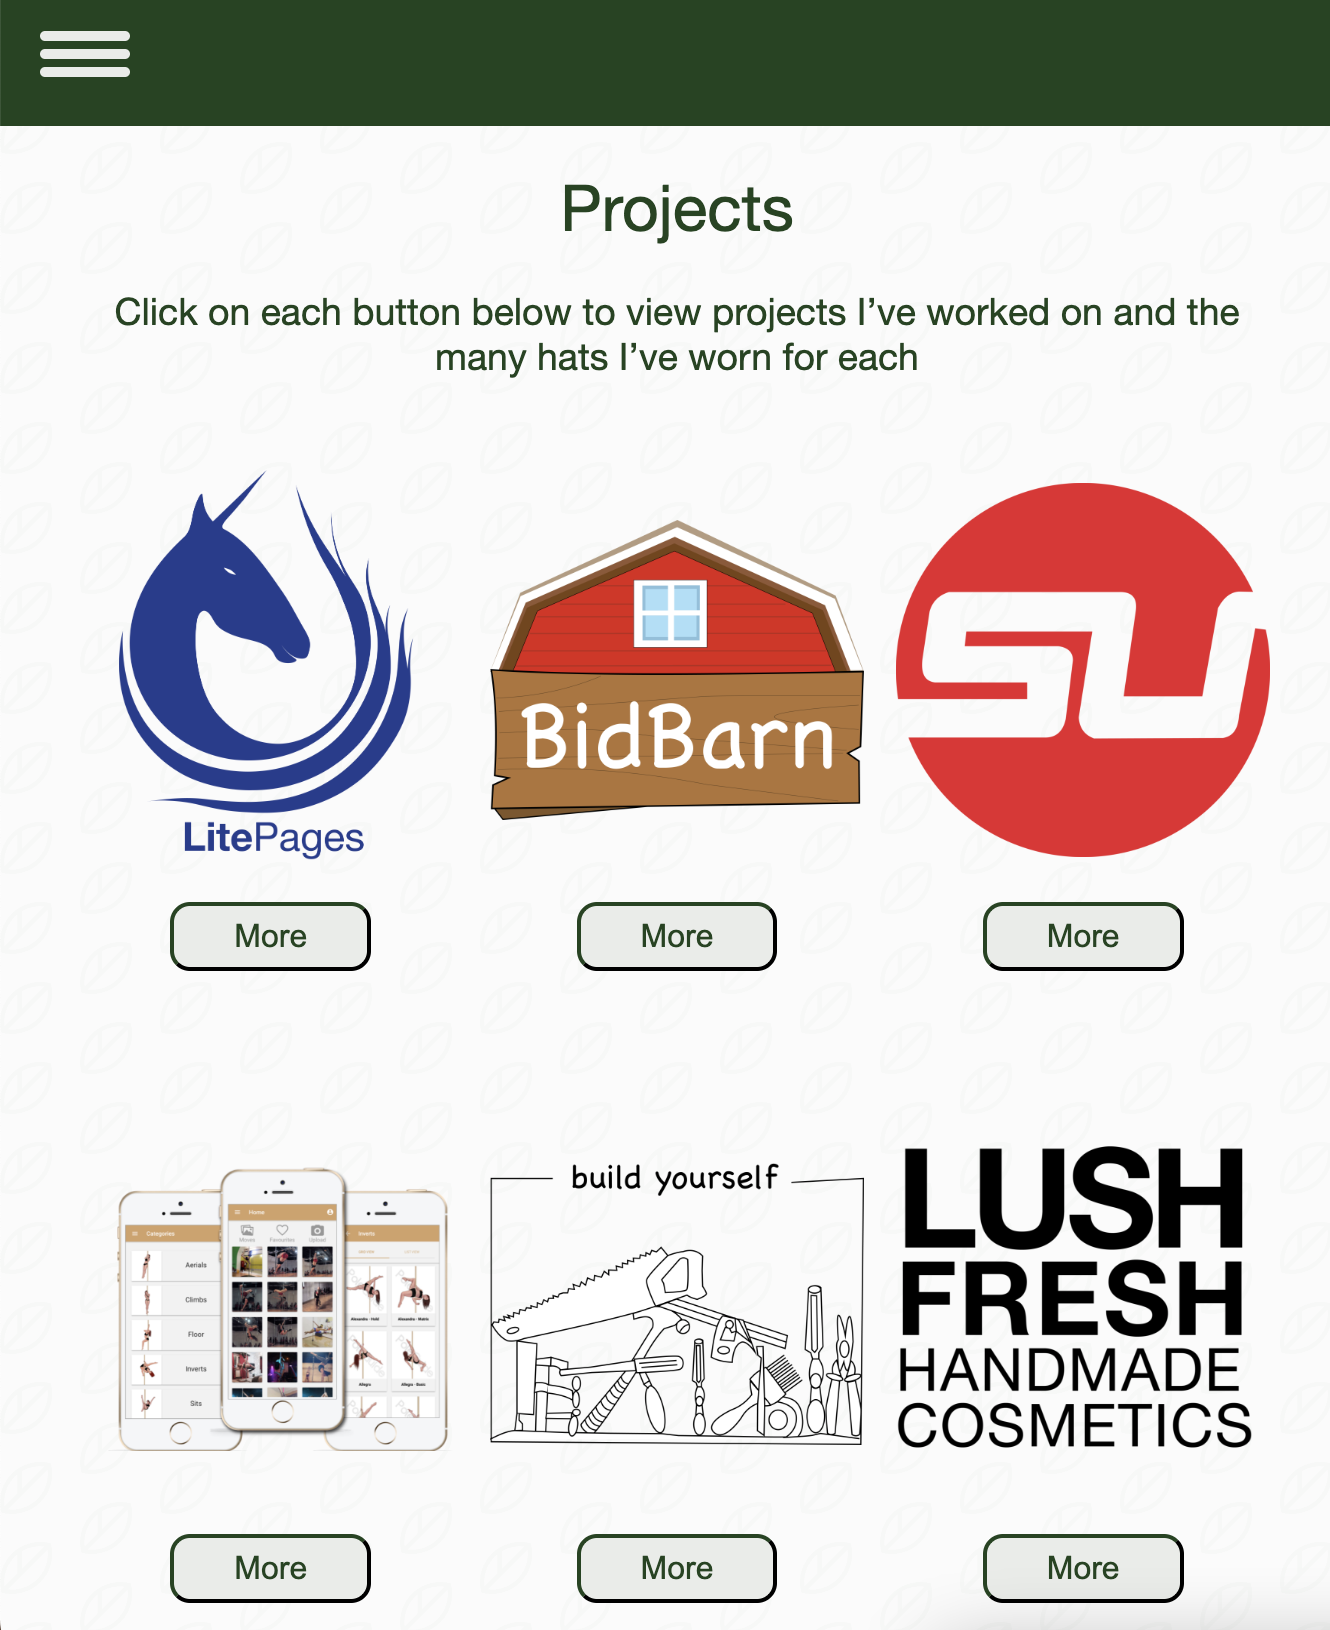 Projects
Click on each button below to view projects I’ve worked on and the
many hats I’ve worn for each
LitePages
BidBarn
SU
More
More
More
Categories
Aerials
Climbs
Floor
Inverts
Sits
Home
Moves
Favourites
Upload
Inverts
Allegra
build yourself
LUSH
FRESH
HANDMADE
COSMETICS
More
More
More